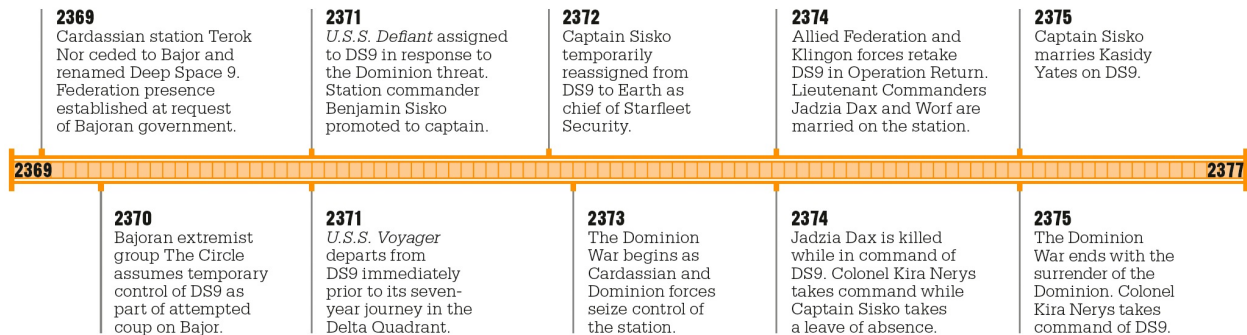 2369
Cardassian station Terok
Nor ceded to Bajor and
renamed Deep Space 9.
Federation presence
established at request
of Bajoran government.
2371
U.S.S. Defiant assigned
to DS9 in response to
the Dominion threat.
Station commander
Benjamin Sisko
promoted to captain.
2372
Captain Sisko
temporarily
reassigned from
DS9 to Earth as
chief of Starfleet
Security.
2374
Allied Federation and
Klingon forces retake
DS9 in Operation Return.
Lieutenant Commanders
Jadzia Dax and Worf are
married on the station.
2375
Captain Sisko
marries Kasidy
Yates on DS9.
2369
2377
2370
Bajoran extremist
group The Circle
assumes temporary
control of DS9 as
part of attempted
coup on Bajor.
2371
U.S.S. Voyager
departs from
DS9 immediately
prior to its seven-
year journey in the
Delta Quadrant.
2373
The Dominion
War begins as
Cardassian and
Dominion forces
seize control of
the station.
2374
Jadzia Dax is killed
while in command of
DS9. Colonel Kira Nerys
takes command while
Captain Sisko takes
a leave of absence.
2375
The Dominion
War ends with the
surrender of the
Dominion. Colonel
Kira Nerys takes
command of DS9.